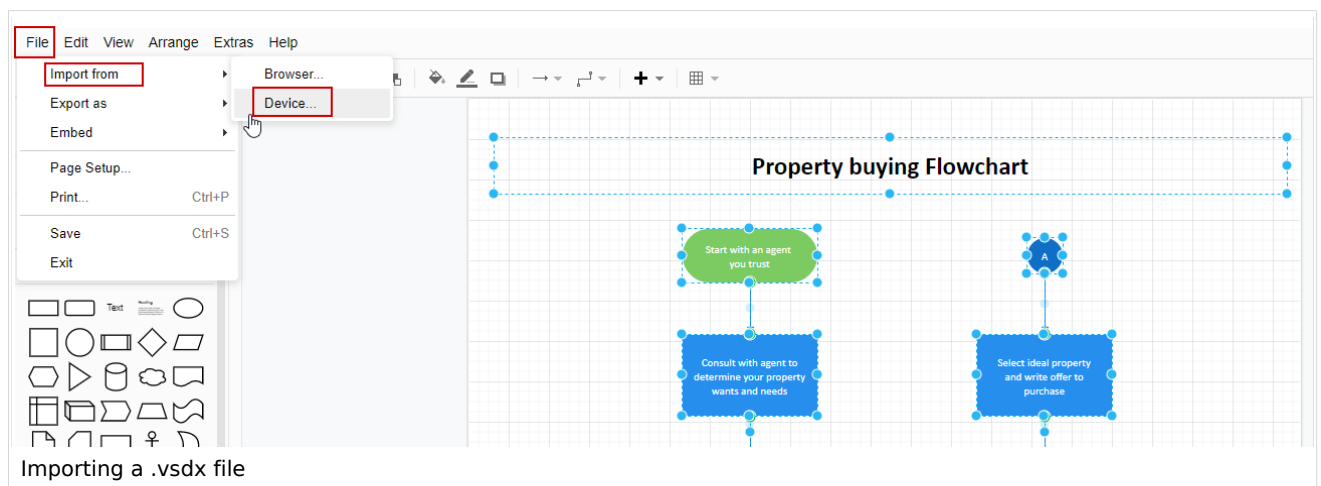 File Edit View Arrange Extras Help
Import from
Browser...
Export as
Device...
Embed
Page Setup...
Print... Ctrl+P
Save Ctrl+S
Exit
Text
Heading
Property buying Flowchart
Start with an agent
you trust
A
Consult with agent to
determine your property
wants and needs
Select ideal property
and write offer to
purchase
Importing a .vsdx file